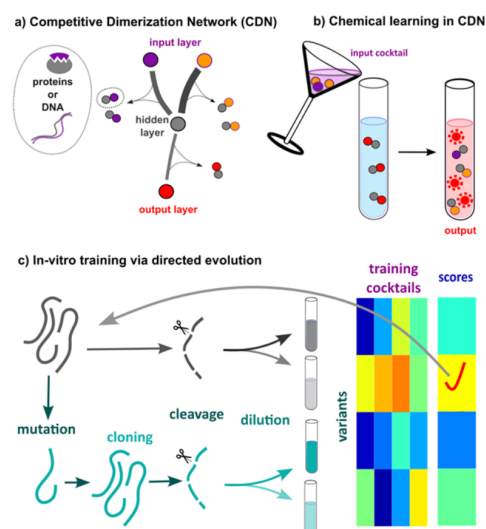 a) Competitive Dimerization Network (CDN)
input layer
proteins
or
DNA
hidden
layer
output layer
b) Chemical learning in CDN
input cocktail
output
c) In-vitro training via directed evolution
training
cocktails
scores
mutation
cloning
cleavage
dilution
variants